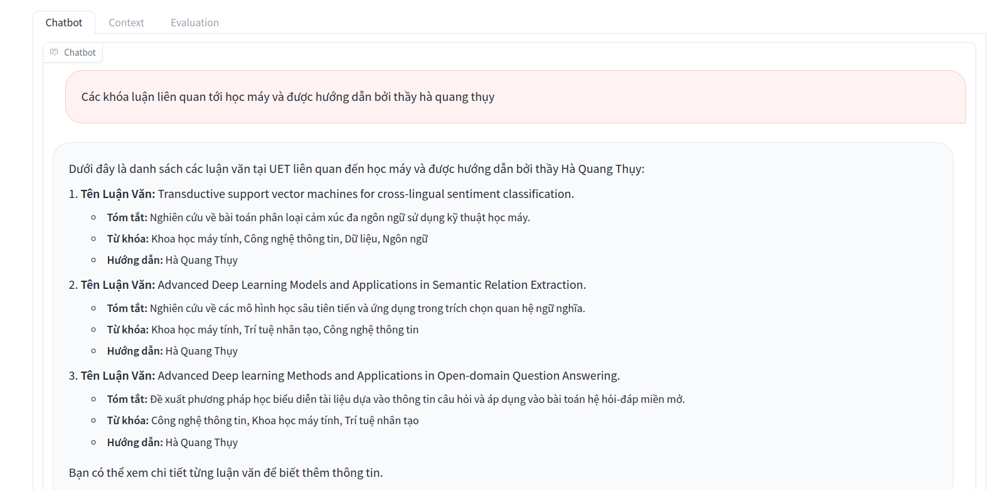 Chatbot Context Evaluation
Chatbot
Các khóa luận liên quan tới học máy và được hướng dẫn bởi thầy hà quang thụy
Dưới đây là danh sách các luận văn tại UET liên quan đến học máy và được hướng dẫn bởi thầy Hà Quang Thụy:
1. Tên Luận Văn: Transductive support vector machines for cross-lingual sentiment classification.
Tóm tắt: Nghiên cứu về bài toán phân loại cảm xúc đa ngôn ngữ sử dụng kỹ thuật học máy.
Từ khóa: Khoa học máy tính, Công nghệ thông tin, Dữ liệu, Ngôn ngữ
Hướng dẫn: Hà Quang Thụy
2. Tên Luận Văn: Advanced Deep Learning Models and Applications in Semantic Relation Extraction.
Tóm tắt: Nghiên cứu về các mô hình học sâu tiên tiến và ứng dụng trong trích chọn quan hệ ngữ nghĩa.
Từ khóa: Khoa học máy tính, Trí tuệ nhân tạo, Công nghệ thông tin
Hướng dẫn: Hà Quang Thụy
3. Tên Luận Văn: Advanced Deep learning Methods and Applications in Open-domain Question Answering.
Tóm tắt: Đề xuất phương pháp học biểu diễn tài liệu dựa vào thông tin câu hỏi và áp dụng vào bài toán hệ hỏi-đáp miền mở.
Từ khóa: Công nghệ thông tin, Khoa học máy tính, Trí tuệ nhân tạo
Hướng dẫn: Hà Quang Thụy
Bạn có thể xem chi tiết từng luận văn để biết thêm thông tin.